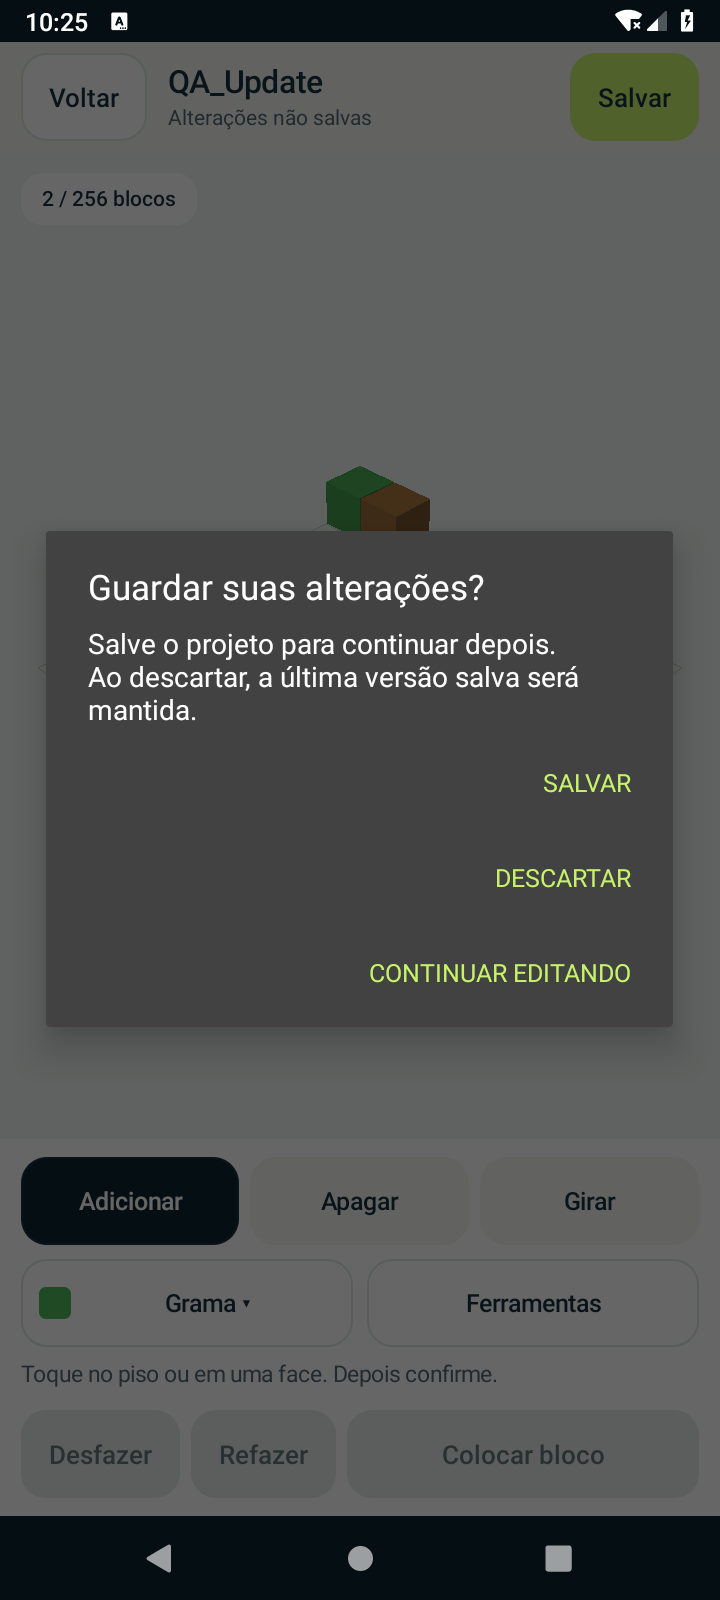 10:25
Voltar
QA_Update
Alterações não salvas
Salvar
2 / 256 blocos
Guardar suas alterações?
Salve o projeto para continuar depois.
Ao descartar, a última versão salva será
mantida.
SALVAR
DESCARTAR
CONTINUAR EDITANDO
Adicionar
Apagar
Girar
Grama ▾
Ferramentas
Toque no piso ou em uma face. Depois confirme.
Desfazer
Refazer
Colocar bloco